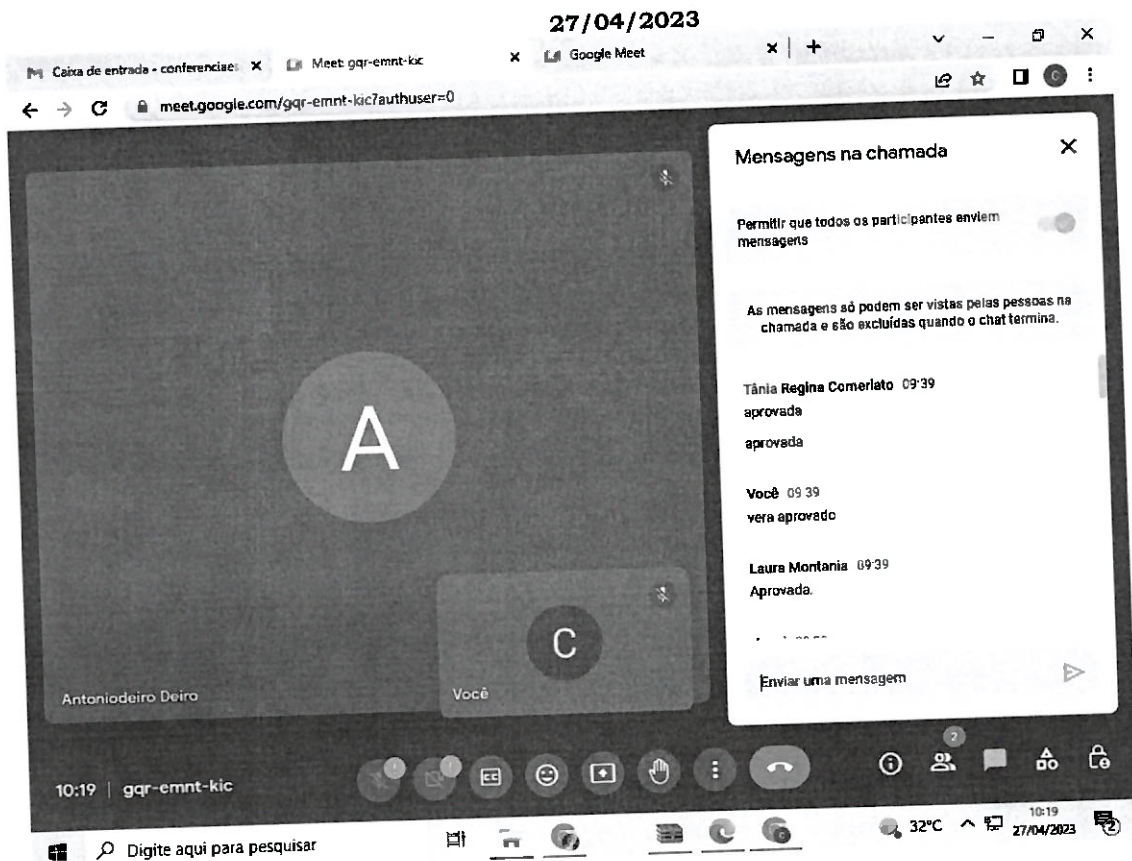 27/04/2023
Caixa de entrada - conferenciae:
Meet: gqr-emnt-kic
Google Meet
meet.google.com/gqr-emnt-kic?authuser=0
C
Mensagens na chamada
Permitir que todos os participantes enviem
mensagens
As mensagens só podem ser vistas pelas pessoas na
chamada e são excluídas quando o chat termina.
Tânia Regina Comerlato 09:39
aprovada
aprovada
Você 09 39
vera aprovado
Laura Montania 09:39
Aprovada.
Enviar uma mensagem
A
Antoniodeiro Deiro
C
Você
10:19 | gqr-emnt-kic
CC
2
Digite aqui para pesquisar
32°C
10:19
27/04/2023
2